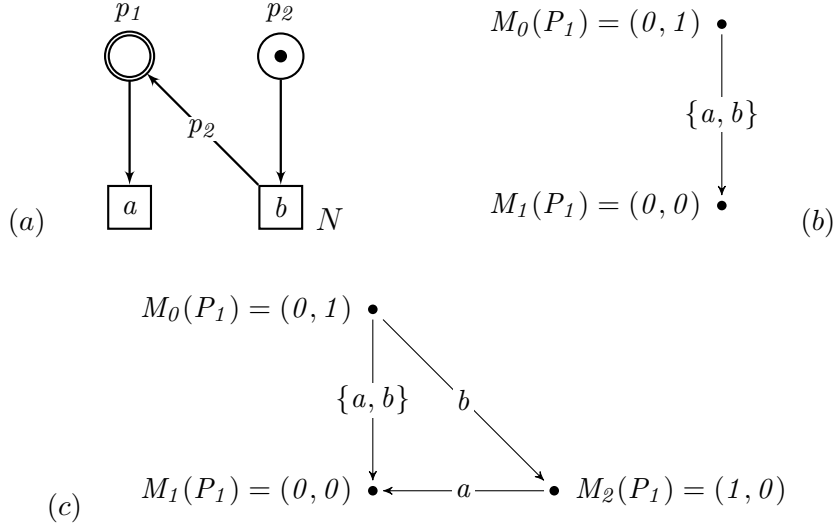 p₁ p₂
p₂
a b
(a) N
M₀(P₁) = (0, 1)
{a, b}
M₁(P₁) = (0, 0) (b)
M₀(P₁) = (0, 1)
{a, b} b
(c) M₁(P₁) = (0, 0) a M₂(P₁) = (1, 0)